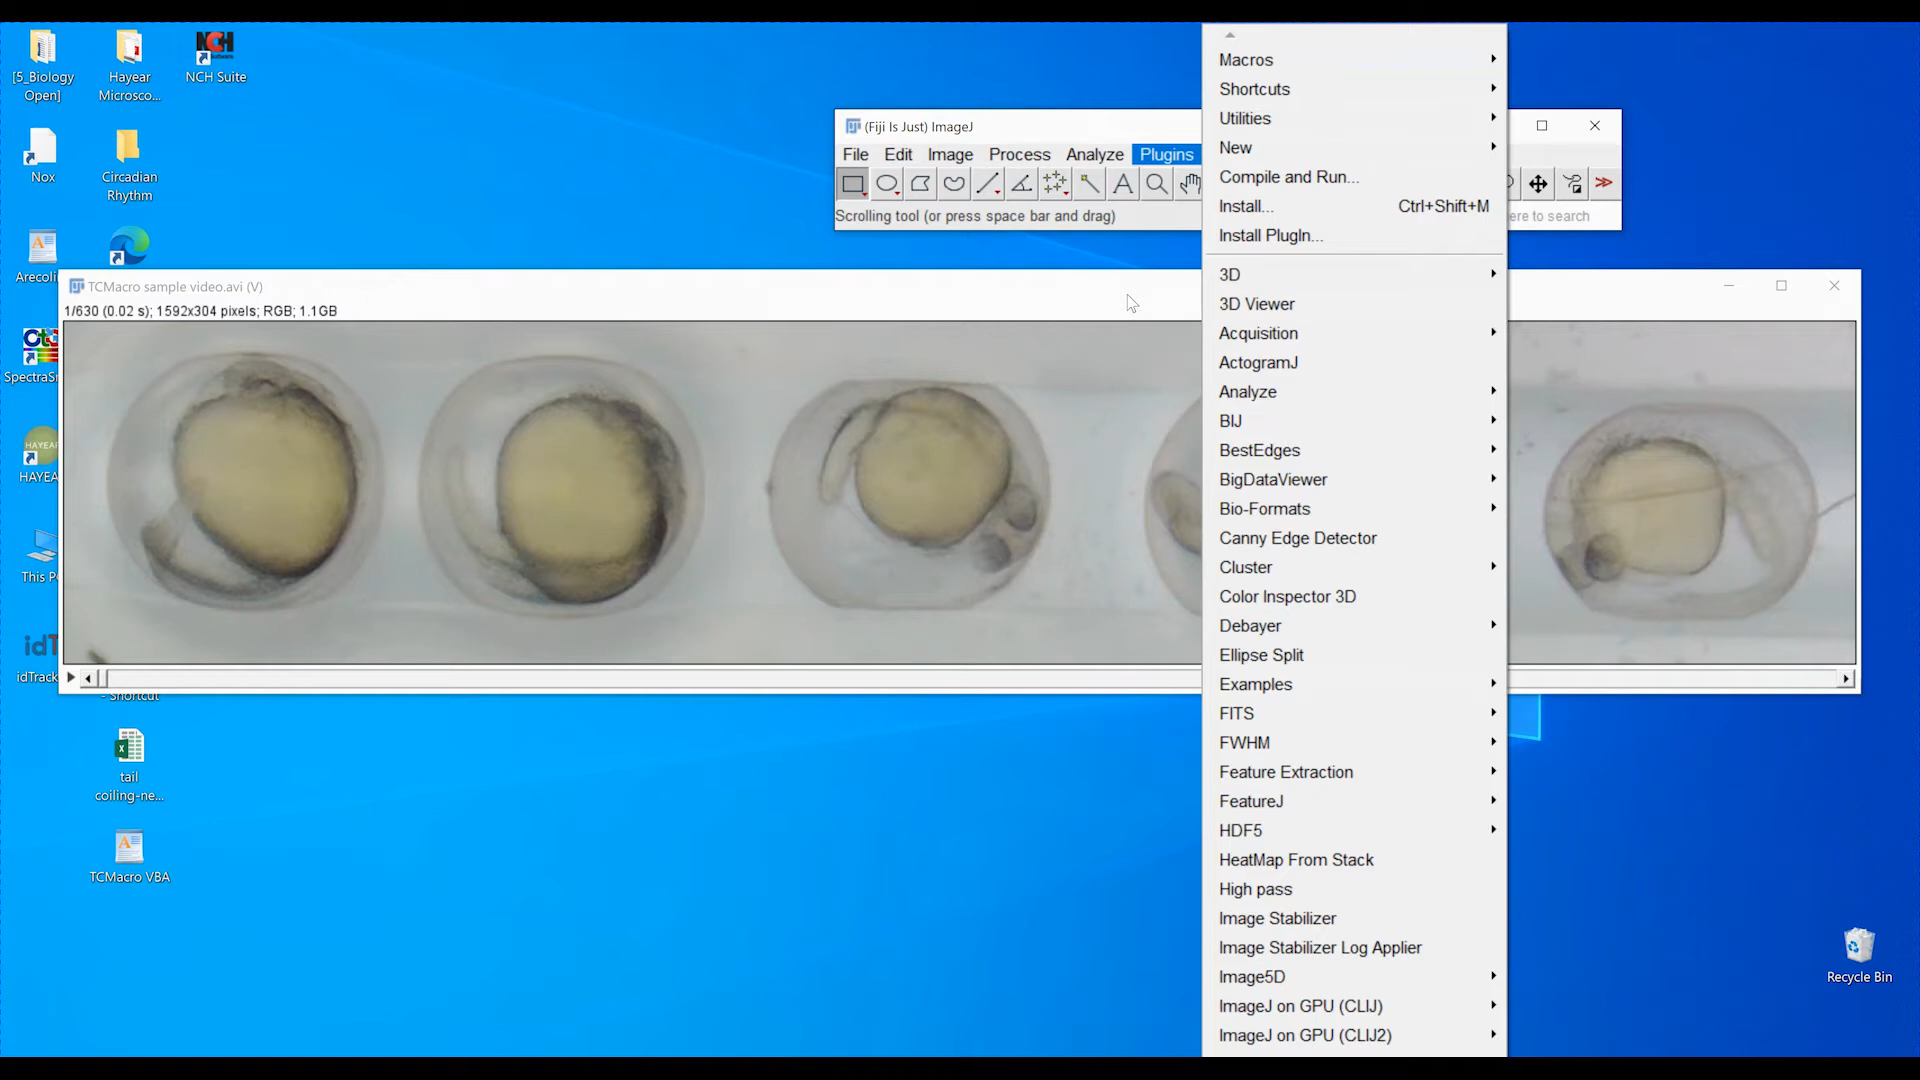 [5_Biology
Open]
Hayear
Microsco...
NCH
NCH Suite
Nox
Circadian
Rhythm
Arecoli
SpectraS
HAYEAR
HAY
This P
idT
idTrack
- Shortcut
tail
coiling-ne...
TCMacro VBA
Recycle Bin
(Fiji Is Just) ImageJ
File Edit Image Process Analyze Plugins
Scrolling tool (or press space bar and drag)
ere to search
TCMacro sample video.avi (V)
1/630 (0.02 s); 1592x304 pixels; RGB; 1.1GB
Macros
Shortcuts
Utilities
New
Compile and Run...
Install... Ctrl+Shift+M
Install PlugIn...
3D
3D Viewer
Acquisition
ActogramJ
Analyze
BIJ
BestEdges
BigDataViewer
Bio-Formats
Canny Edge Detector
Cluster
Color Inspector 3D
Debayer
Ellipse Split
Examples
FITS
FWHM
Feature Extraction
FeatureJ
HDF5
HeatMap From Stack
High pass
Image Stabilizer
Image Stabilizer Log Applier
Image5D
ImageJ on GPU (CLIJ)
ImageJ on GPU (CLIJ2)